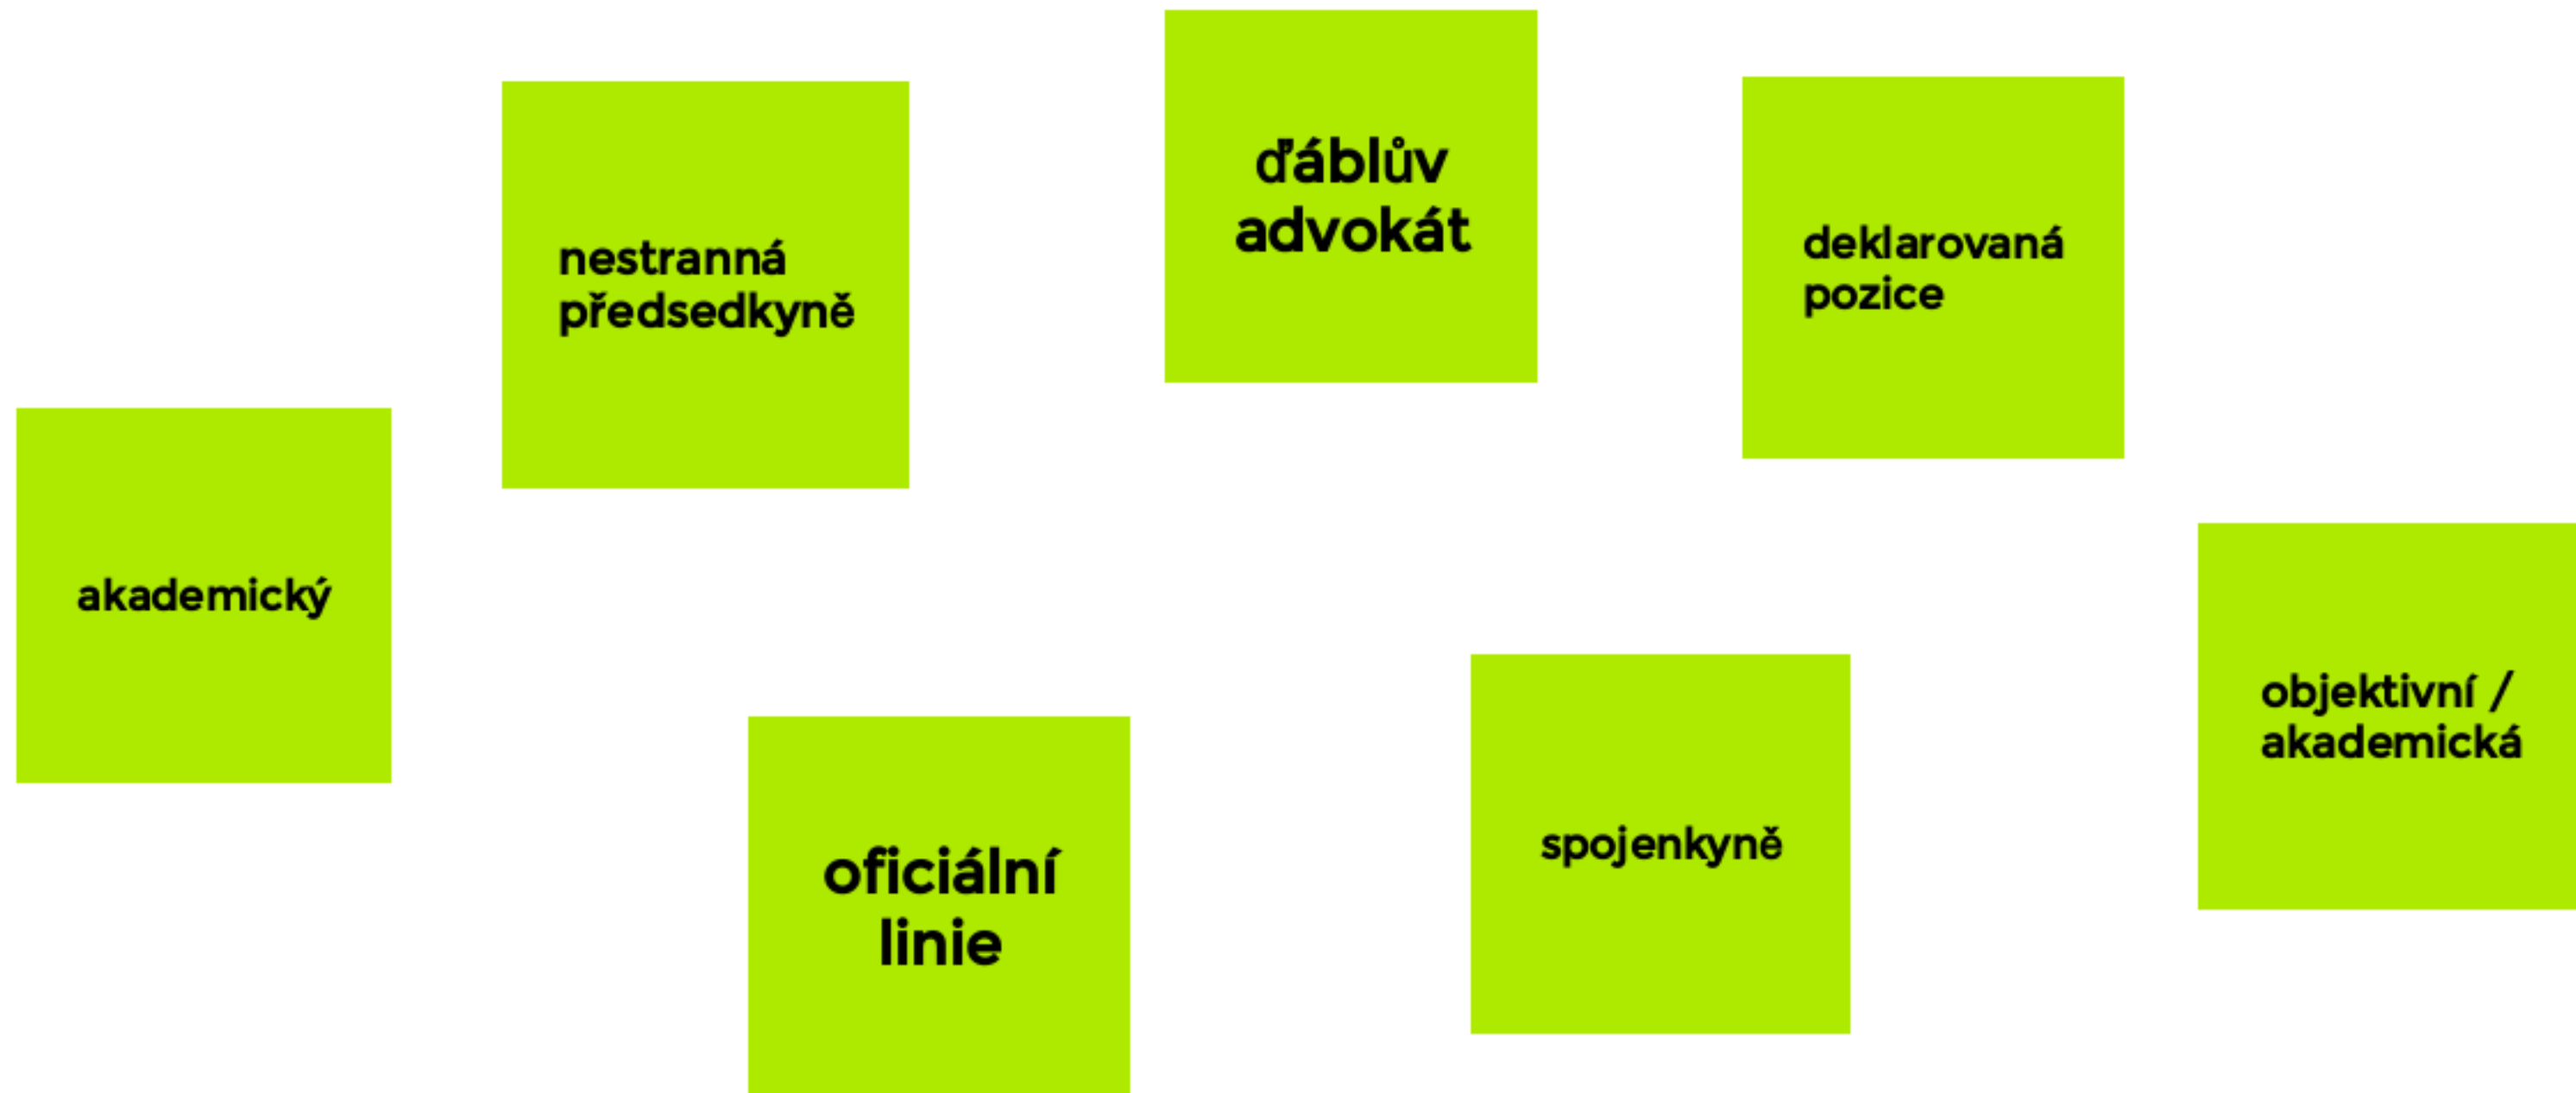 nestranná
předsedkyně
ďáblův
advokát
deklarovaná
pozice
akademický
oficiální
linie
spojenkyně
objektivní /
akademická